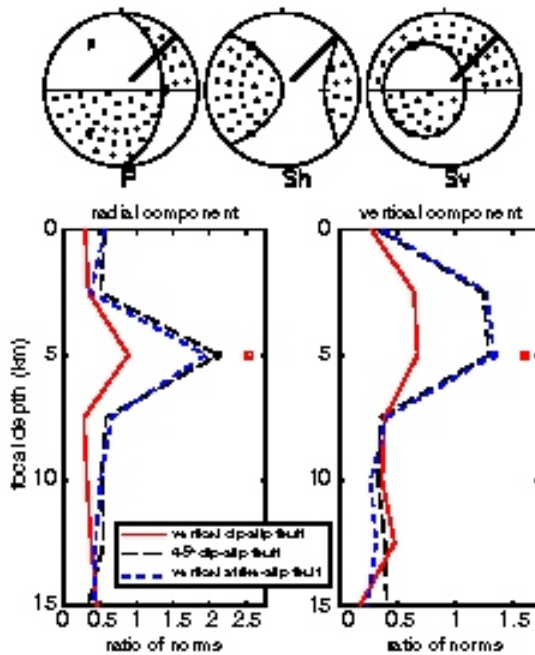 P Sh Sv
radial component vertical component
0 0
5 5
10 10
15 15
focal depth (km)
vertical dip-slip fault
45° dip-slip fault
vertical strike-slip fault
0 0.5 1 1.5 2 2.5 0 0.5 1 1.5
ratio of norms ratio of norms